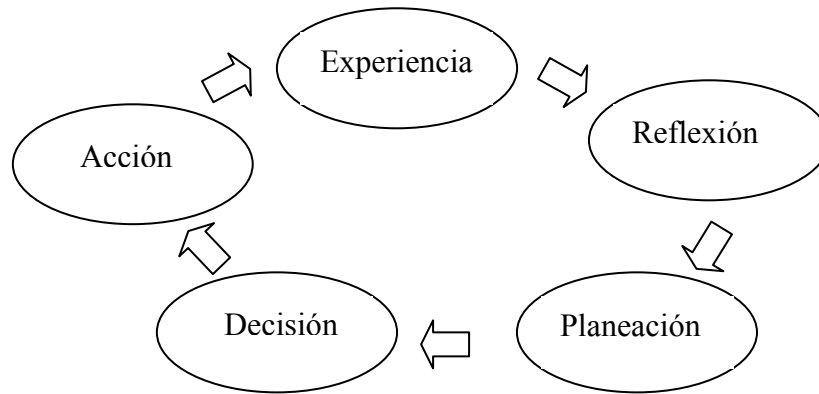 Experiencia
Reflexión
Acción
Planeación
Decisión